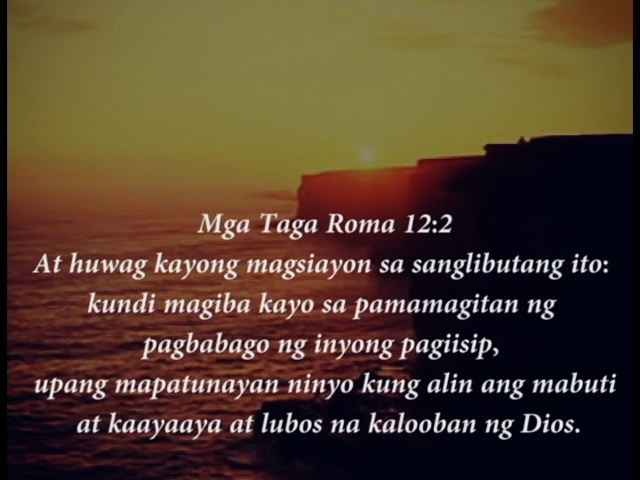 Mga Taga Roma 12:2
At huwag kayong magsiayon sa sanglibutang ito:
kundi magiba kayo sa pamamagitan ng
pagbabago ng inyong pagiisip,
upang mapatunayan ninyo kung alin ang mabuti
at kaayaaya at lubos na kalooban ng Dios.